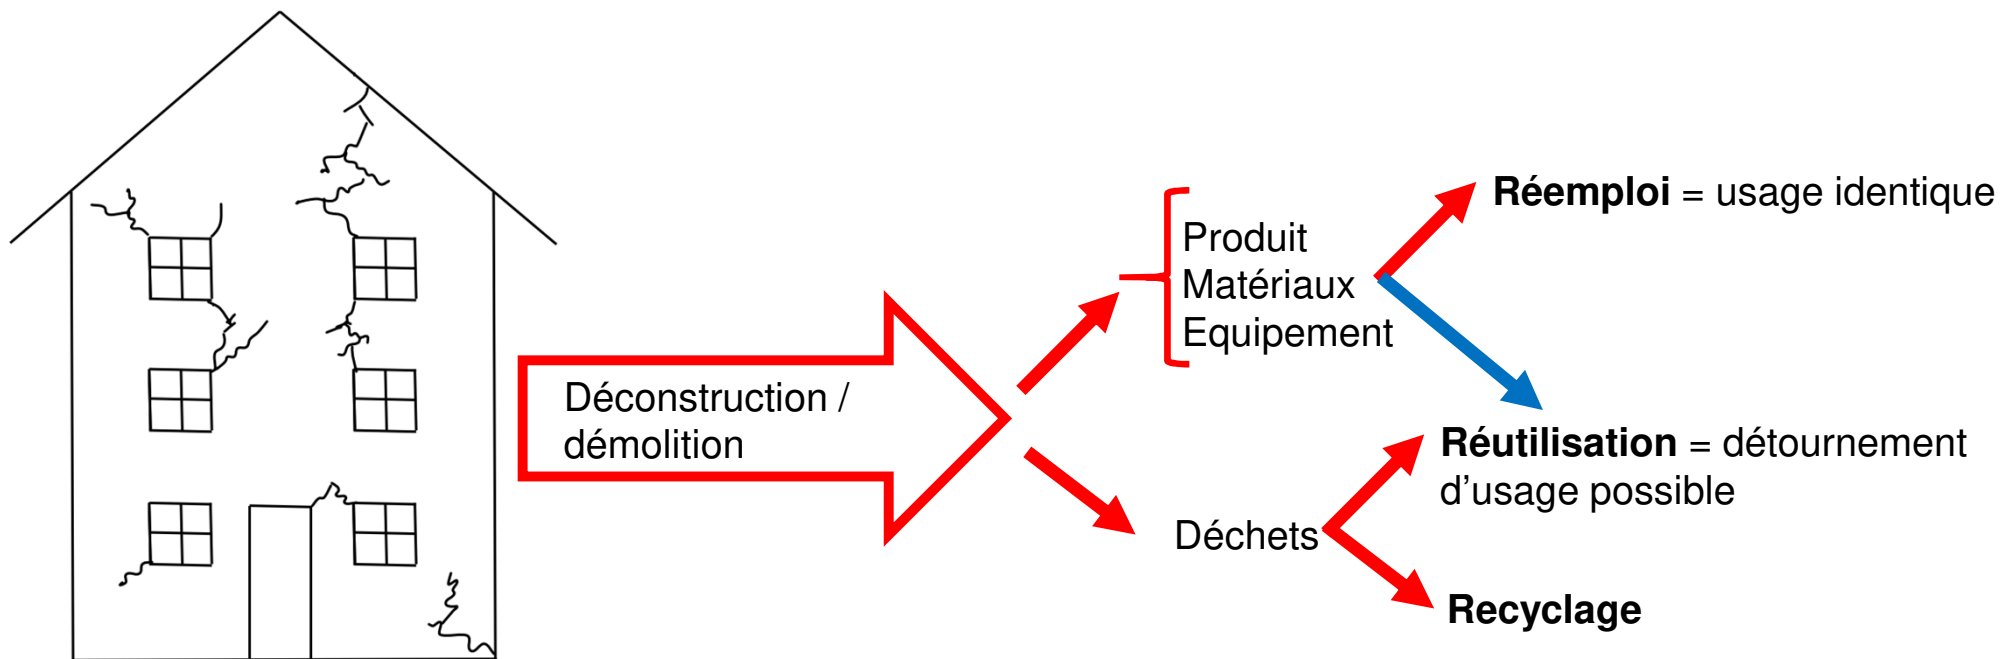 Déconstruction /
démolition
Produit
Matériaux
Equipement
Déchets
Réemploi = usage identique
Réutilisation = détournement
d’usage possible
Recyclage